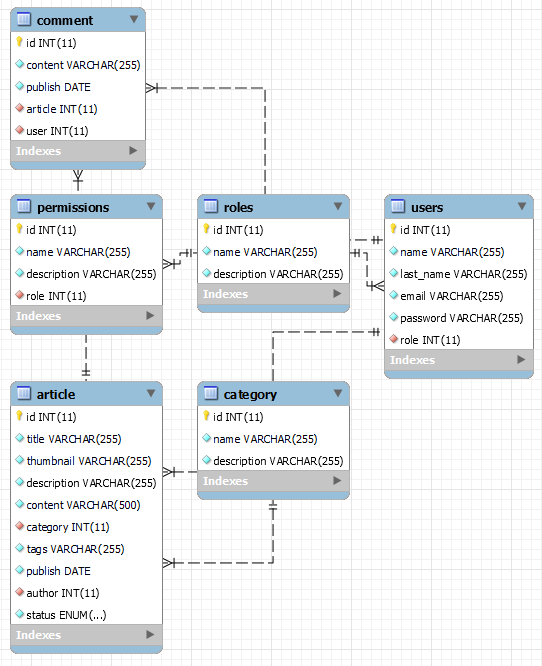 comment
id INT(11)
content VARCHAR(255)
publish DATE
article INT(11)
user INT(11)
Indexes
permissions
id INT(11)
name VARCHAR(255)
description VARCHAR(255)
role INT(11)
Indexes
roles
id INT(11)
name VARCHAR(255)
description VARCHAR(255)
Indexes
users
id INT(11)
name VARCHAR(255)
last_name VARCHAR(255)
email VARCHAR(255)
password VARCHAR(255)
role INT(11)
Indexes
article
id INT(11)
title VARCHAR(255)
thumbnail VARCHAR(255)
description VARCHAR(255)
content VARCHAR(500)
category INT(11)
tags VARCHAR(255)
publish DATE
author INT(11)
status ENUM(...)
Indexes
category
id INT(11)
name VARCHAR(255)
description VARCHAR(255)
Indexes